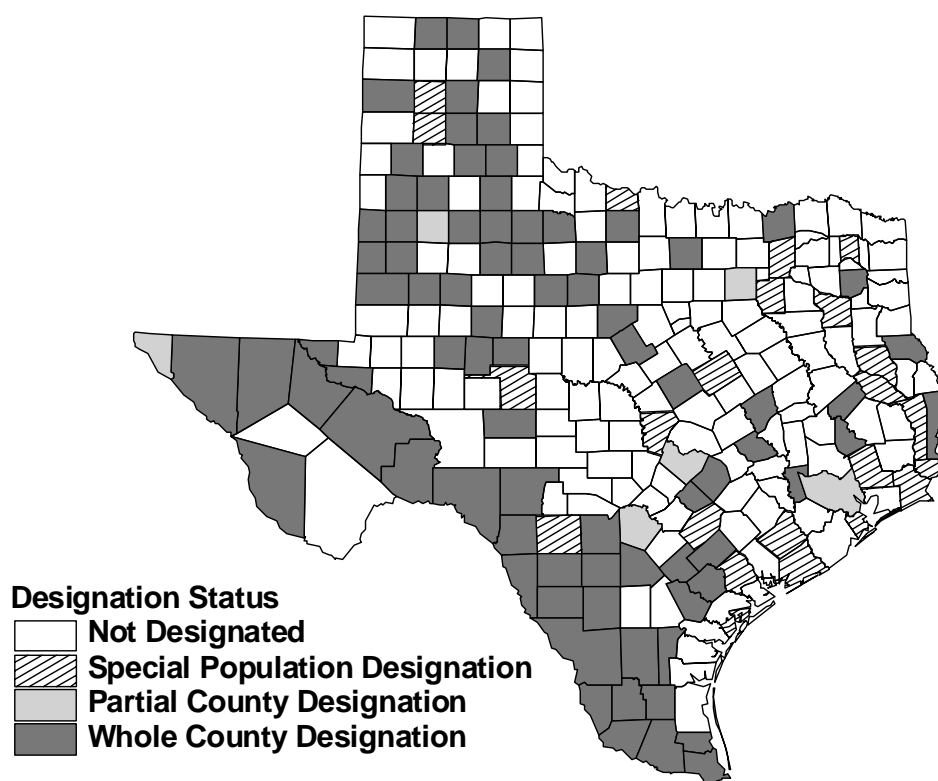 Designation Status
Not Designated
Special Population Designation
Partial County Designation
Whole County Designation